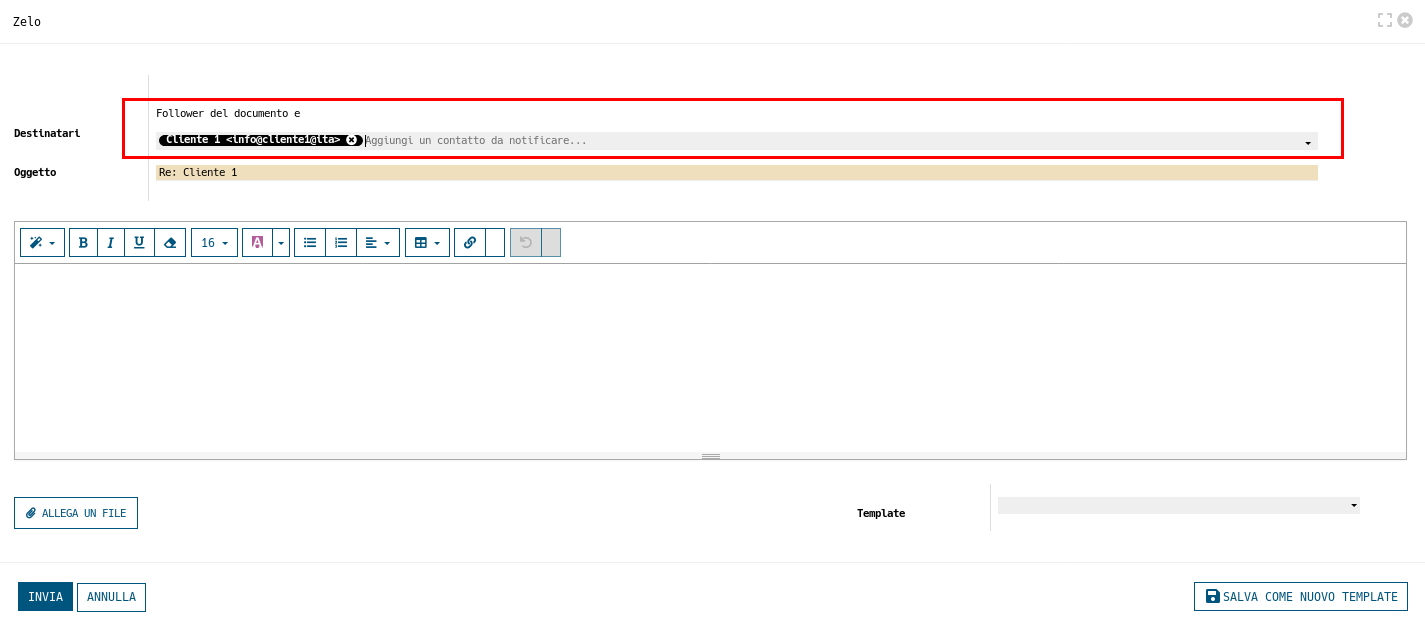 Zelo
Follower del documento e
Destinatari
Cliente 1 <info@cliente1@ita> Aggiungi un contatto da notificare...
Oggetto
Re: Cliente 1
B I U 16 A
ALLEGA UN FILE
Template
INVIA
ANNULLA
SALVA COME NUOVO TEMPLATE